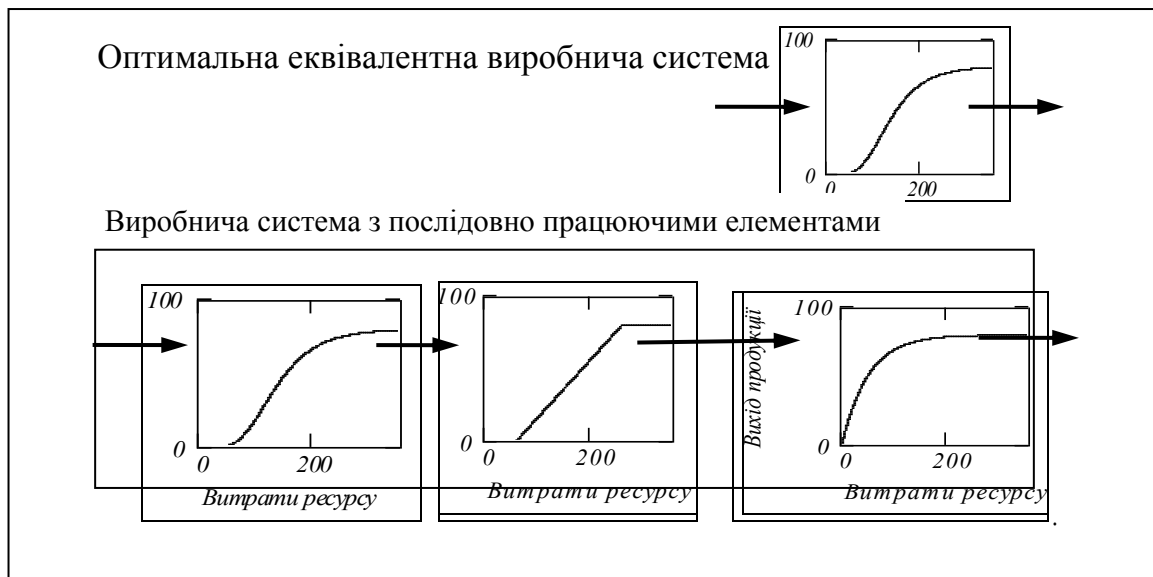 Оптимальна еквівалентна виробнича система
100
0
0 200
Виробнича система з послідовно працюючими елементами
100
0
0 200
Витрати ресурсу
100
0
0 200
Витрати ресурсу
Вихід продукції
100
0
0 200
Витрати ресурсу
.